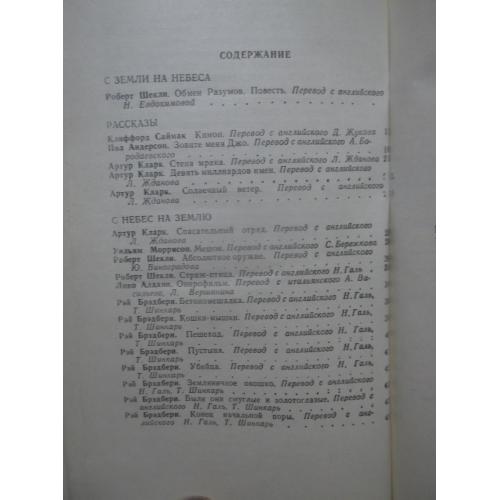 СОДЕРЖАНИЕ
С ЗЕМЛИ НА НЕБЕСА
Роберт Шекли. Обмен Разумов. Повесть. Перевод с английского
Н. Евдокимовой
РАССКАЗЫ
Клиффорд Саймак Кимон. Перевод с английского Д. Жукова
Пол Андерсон. Зовите меня Джо. Перевод с английского А. Бородаевского
Артур Кларк. Стена мрака. Перевод с английского Л. Жданова
Артур Кларк. Девять миллиардов имен. Перевод с английского
Л. Жданова
Артур Кларк. Солнечный ветер. Перевод с английского
Л. Жданова
С НЕБЕС НА ЗЕМЛЮ
Артур Кларк. Спасательный отряд. Перевод с английского
Л. Жданова
Уильям Моррисон. Мешок. Перевод с английского С. Бережкова
Роберт Шекли. Абсолютное оружие. Перевод с английского
Ю. Виноградова
Роберт Шекли. Страж-птица. Перевод с английского Н. Галь
Лино Алдани. Онирофильм. Перевод с итальянского А. Васильева, Л. Вершинина
Рэй Брэдбери. Бетономешалка. Перевод с английского Н. Галь,
Т. Шинкарь
Рэй Брэдбери. Кошки-мышки. Перевод с английского Н. Галь,
Т. Шинкарь
Рэй Брэдбери. Пешеход. Перевод с английского Н. Галь,
Т. Шинкарь
Рэй Брэдбери. Пустыня. Перевод с английского Н. Галь,
Т. Шинкарь
Рэй Брэдбери. Убийца. Перевод с английского Н. Галь,
Т. Шинкарь
Рэй Брэдбери. Земляничное окошко. Перевод с английского
Н. Галь, Т. Шинкарь
Рэй Брэдбери. Были они смуглые и золотоглазые. Перевод с
английского Н. Галь, Т. Шинкарь
Рэй Брэдбери. Конец начальной поры. Перевод с английского Н. Галь, Т. Шинкарь